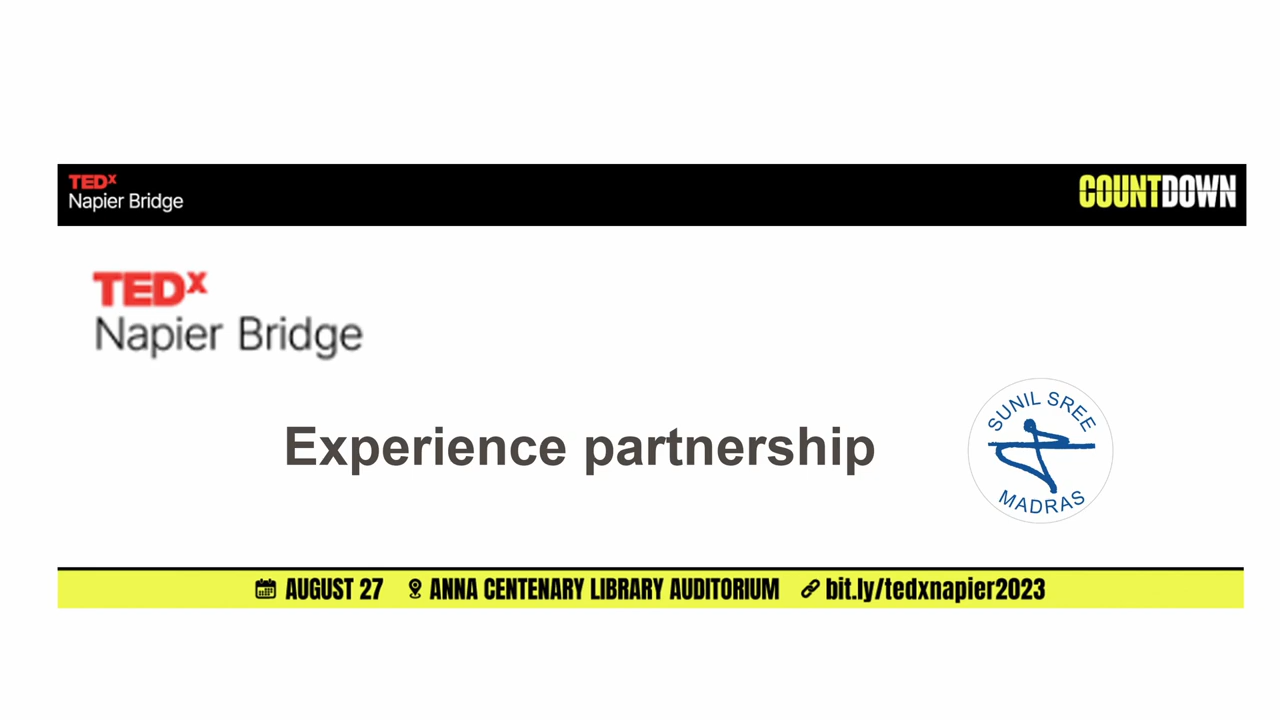 TEDx
Napier Bridge
COUNTDOWN
TEDx
Napier Bridge
Experience partnership
SUNIL SREE
MADRAS
AUGUST 27 ANNA CENTENARY LIBRARY AUDITORIUM bit.ly/tedxnapier2023